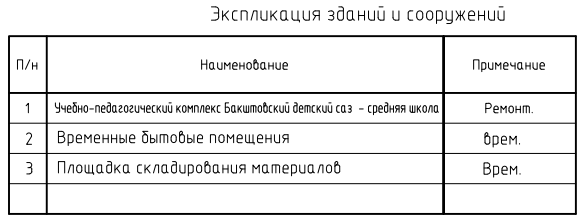 Экспликация зданий и сооружений
П/н Наименование Примечание
1 Учебно-педагогический комплекс Бакштовский детский саз - средняя школа Ремонт.
2 Временные бытовые помещения врем.
3 Площадка складирования материалов Врем.